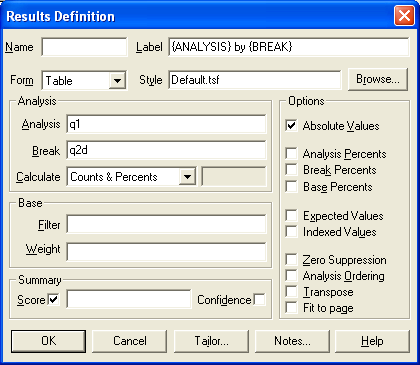 Results Definition
Name Label {ANALYSIS} by {BREAK}
Form Table Style Default.tsf Browse...
Analysis Options
Analysis q1 Absolute Values
Break q2d Analysis Percents
Break Percents
Calculate Counts & Percents Base Percents
Base
Filter Expected Values
Indexed Values
Weight
Zero Suppression
Summary Analysis Ordering
Score Confidence Transpose
Fit to page
OK Cancel Tailor... Notes... Help